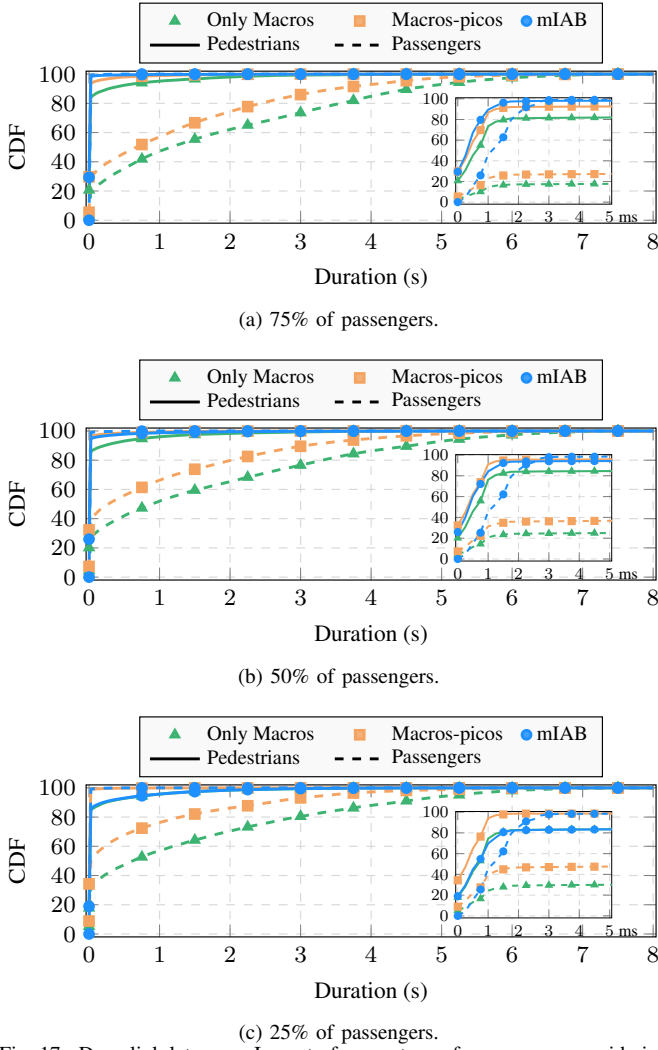 Only Macros Macros-picos mIAB
Pedestrians Passengers
100
80
60
40
20
0
CDF
0 1 2 3 4 5 6 7 8
Duration (s)
100
80
60
40
20
0
0 1 2 3 4 5 ms
(a) 75% of passengers.
Only Macros Macros-picos mIAB
Pedestrians Passengers
100
80
60
40
20
0
CDF
0 1 2 3 4 5 6 7 8
Duration (s)
100
80
60
40
20
0
0 1 2 3 4 5 ms
(b) 50% of passengers.
Only Macros Macros-picos mIAB
Pedestrians Passengers
100
80
60
40
20
0
CDF
0 1 2 3 4 5 6 7 8
Duration (s)
100
80
60
40
20
0
0 1 2 3 4 5 ms
(c) 25% of passengers.